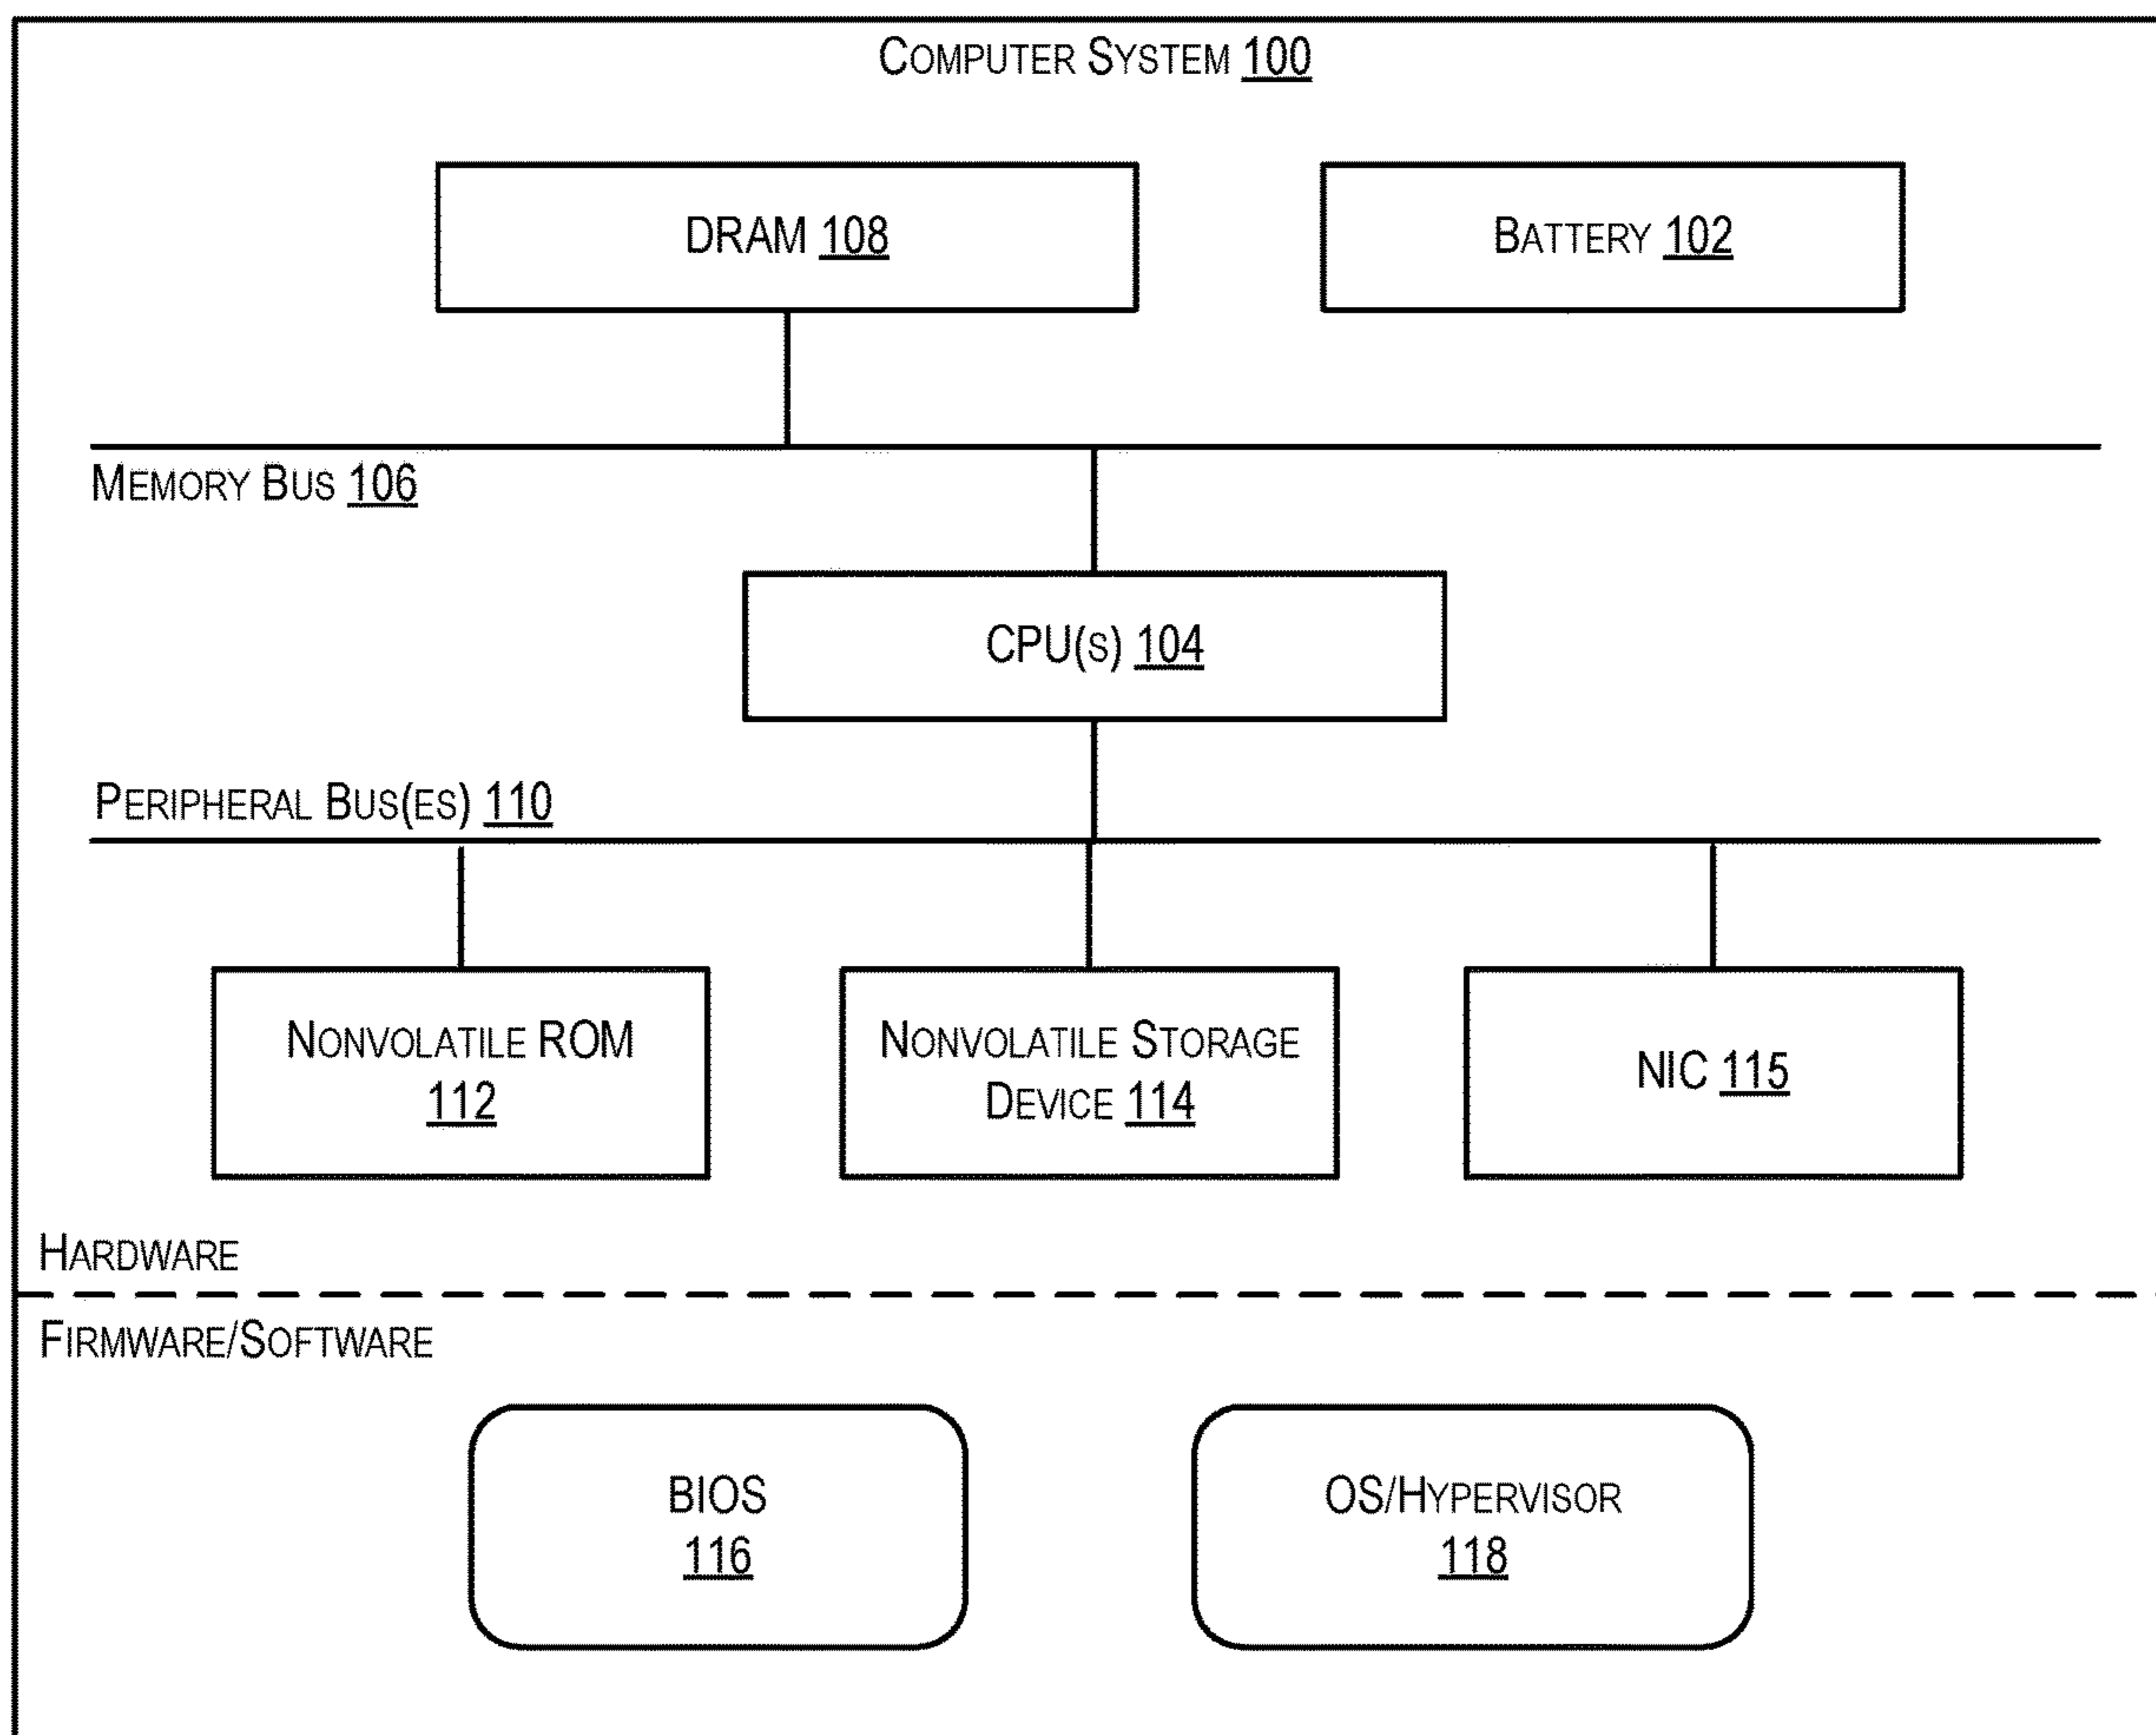 Computer System 100
DRAM 108
Battery 102
Memory Bus 106
CPU(s) 104
Peripheral Bus(es) 110
Nonvolatile ROM
112
Nonvolatile Storage
Device 114
NIC 115
Hardware
Firmware/Software
BIOS
116
OS/Hypervisor
118